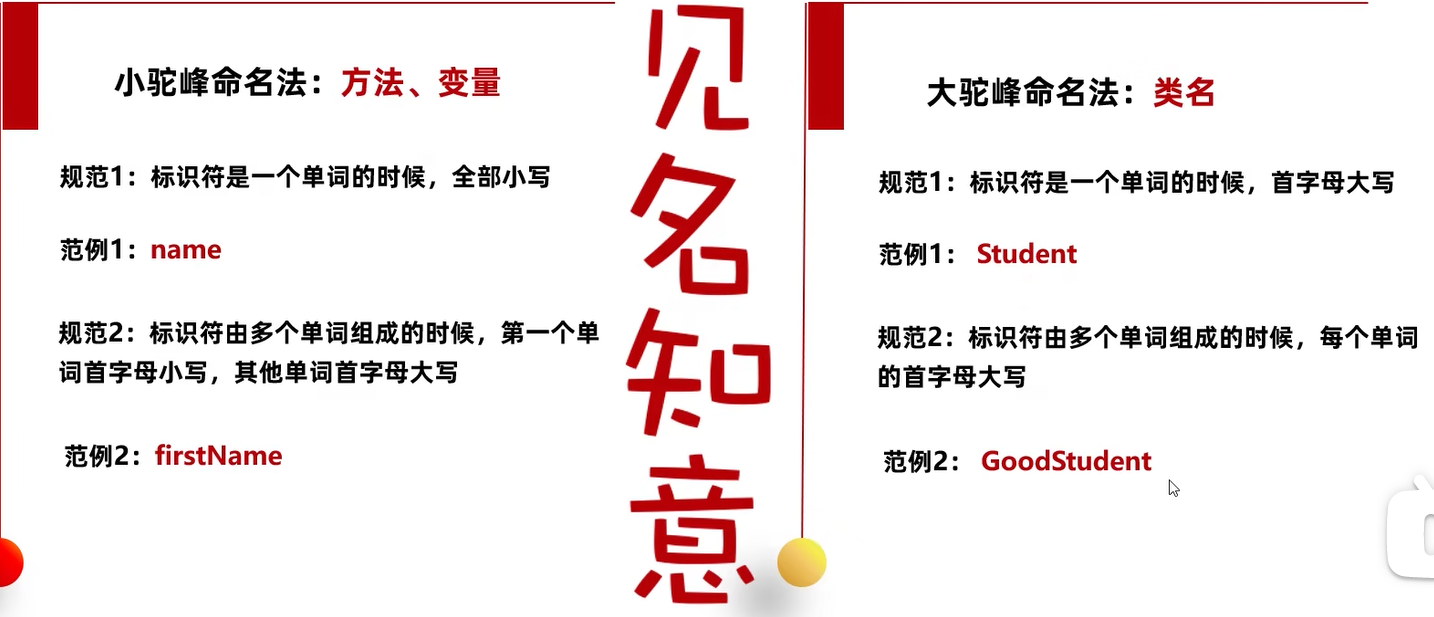 小驼峰命名法：方法、变量
规范1：标识符是一个单词的时候，全部小写
范例1：name
规范2：标识符由多个单词组成的时候，第一个单
词首字母小写，其他单词首字母大写
范例2：firstName
见
名
知
意
大驼峰命名法：类名
规范1：标识符是一个单词的时候，首字母大写
范例1： Student
规范2：标识符由多个单词组成的时候，每个单词
的首字母大写
范例2： GoodStudent